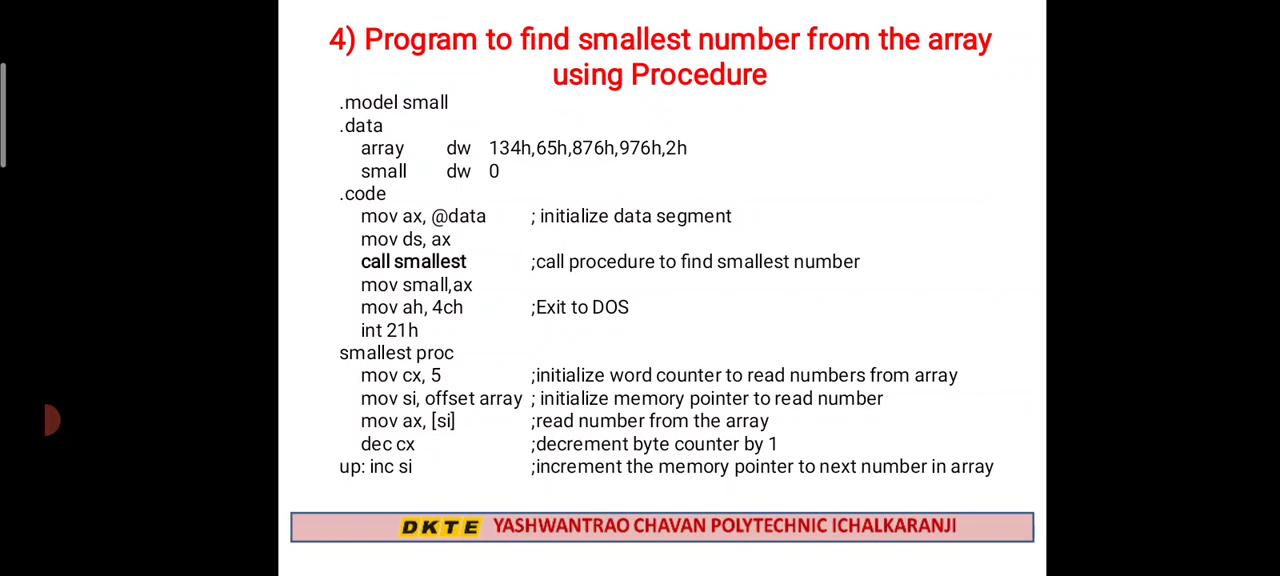 4) Program to find smallest number from the array
using Procedure
.model small
.data
array dw 134h,65h,876h,976h,2h
small dw 0
.code
mov ax, @data ; initialize data segment
mov ds, ax
call smallest ;call procedure to find smallest number
mov small,ax
mov ah, 4ch ;Exit to DOS
int 21h
smallest proc
mov cx, 5 ;initialize word counter to read numbers from array
mov si, offset array ; initialize memory pointer to read number
mov ax, [si] ;read number from the array
dec cx ;decrement byte counter by 1
up: inc si ;increment the memory pointer to next number in array
DKTE YASHWANTRAO CHAVAN POLYTECHNIC ICHALKARANJI